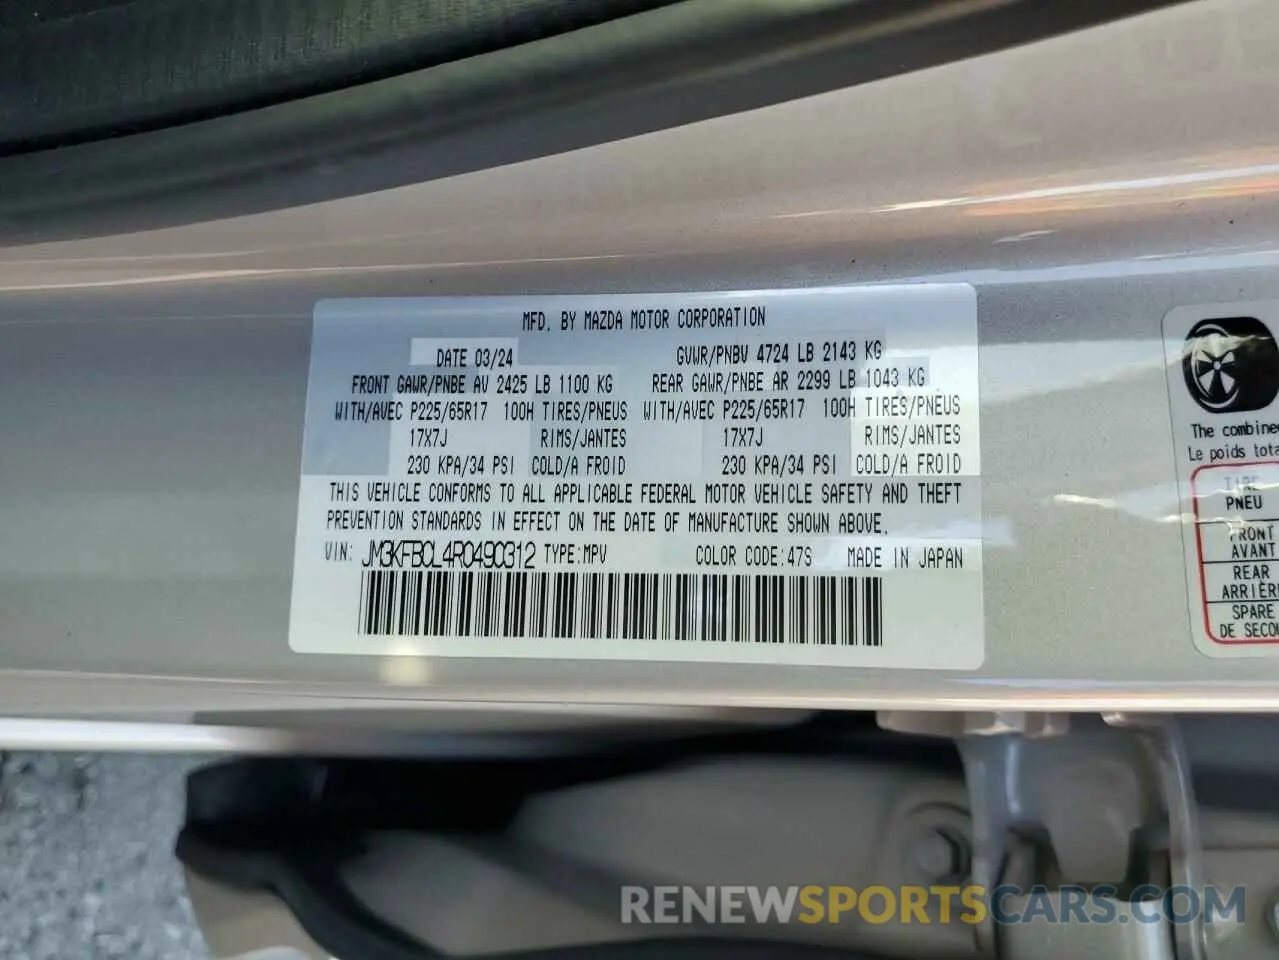 MFD. BY MAZDA MOTOR CORPORATION
DATE 03/24 GVWR/PNBV 4724 LB 2143 KG
FRONT GAWR/PNBE AV 2425 LB 1100 KG REAR GAWR/PNBE AR 2299 LB 1043 KG
WITH/AVEC P225/65R17 100H TIRES/PNEUS WITH/AVEC P225/65R17 100H TIRES/PNEUS
17X7J RIMS/JANTES 17X7J RIMS/JANTES
230 KPA/34 PSI COLD/A FROID 230 KPA/34 PSI COLD/A FROID
THIS VEHICLE CONFORMS TO ALL APPLICABLE FEDERAL MOTOR VEHICLE SAFETY AND THEFT
PREVENTION STANDARDS IN EFFECT ON THE DATE OF MANUFACTURE SHOWN ABOVE.
VIN: JM3KFBCL4R0490312 TYPE:MPV COLOR CODE:47S MADE IN JAPAN
The combined
Le poids tota
TIRE
PNEU
FRONT
AVANT
REAR
ARRIÈR
SPARE
DE SECOU
RENEWSPORTSCARS.COM